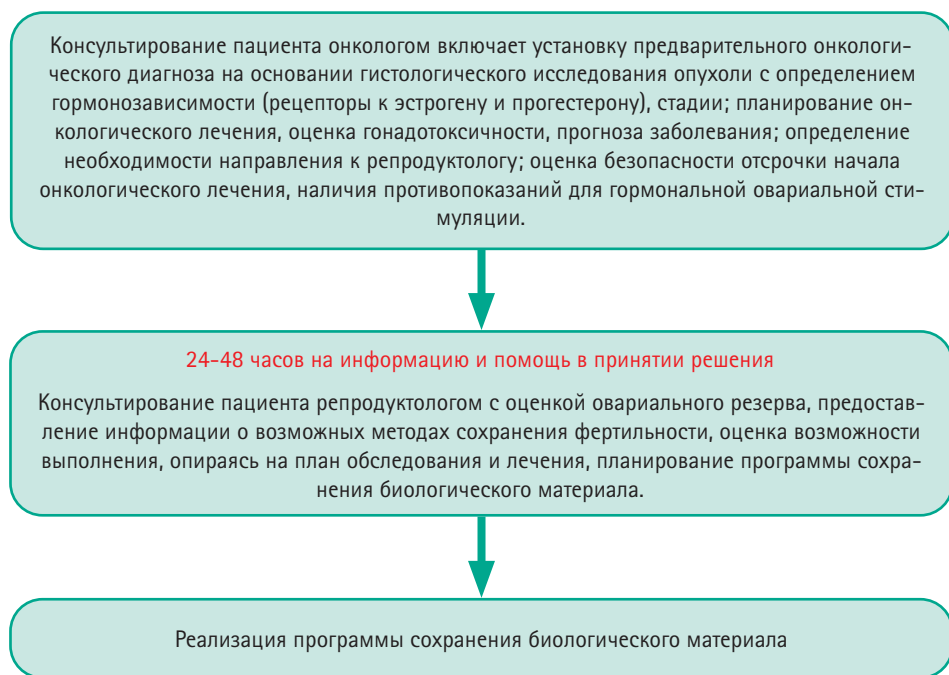 Консультирование пациента онкологом включает установку предварительного онкологи-
ческого диагноза на основании гистологического исследования опухоли с определением
гормонозависимости (рецепторы к эстрогену и прогестерону), стадии; планирование он-
кологического лечения, оценка гонадотоксичности, прогноза заболевания; определение
необходимости направления к репродуктологу; оценка безопасности отсрочки начала
онкологического лечения, наличия противопоказаний для гормональной овариальной сти-
муляции.
24-48 часов на информацию и помощь в принятии решения
Консультирование пациента репродуктологом с оценкой овариального резерва, предостав-
ление информации о возможных методах сохранения фертильности, оценка возможности
выполнения, опираясь на план обследования и лечения, планирование программы сохра-
нения биологического материала.
Реализация программы сохранения биологического материала